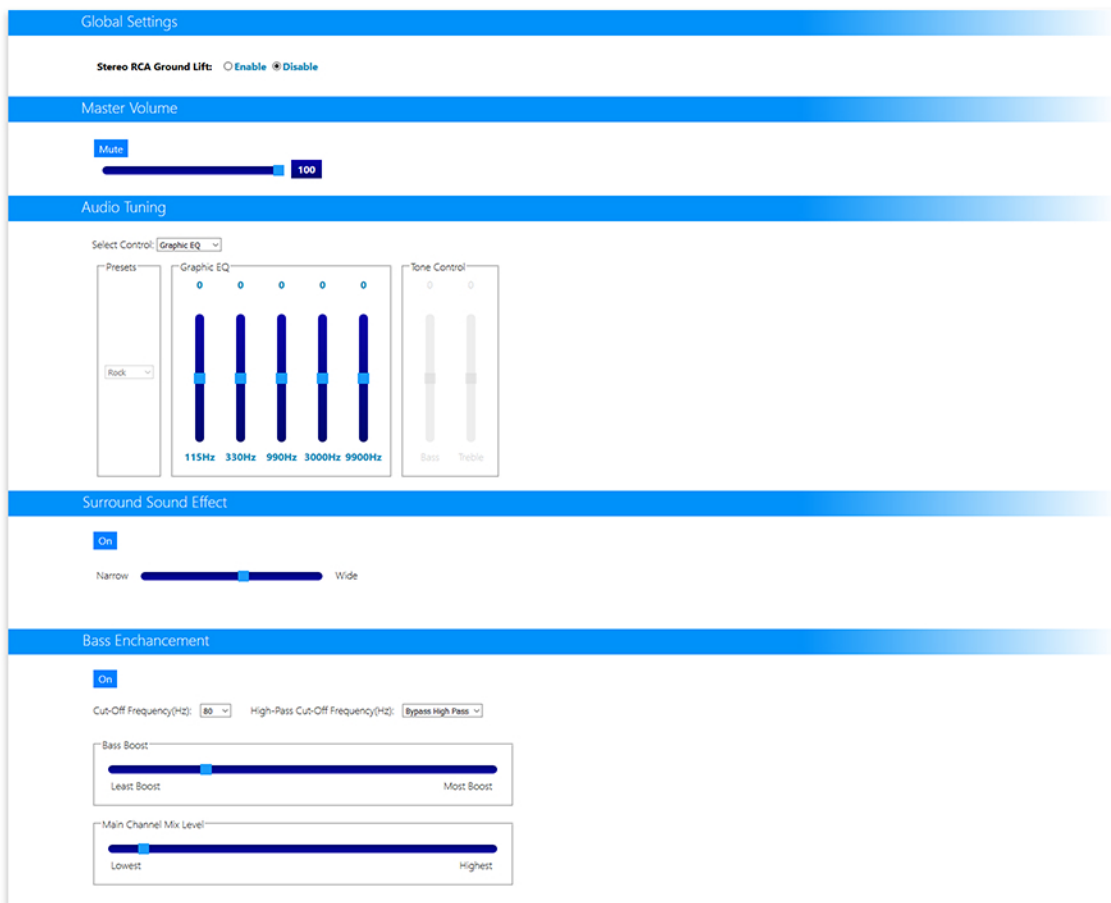 Global Settings
Stereo RCA Ground Lift: Enable Disable
Master Volume
Mute
100
Audio Tuning
Select Control: Graphic EQ
Presets Graphic EQ Tone Control
0 0 0 0 0 0 0
Rock
115Hz 330Hz 990Hz 3000Hz 9900Hz Bass Treble
Surround Sound Effect
On
Narrow Wide
Bass Enchancement
On
Cut-Off Frequency(Hz): 80 High-Pass Cut-Off Frequency(Hz): Bypass High Pass
Bass Boost
Least Boost Most Boost
Main Channel Mix Level
Lowest Highest